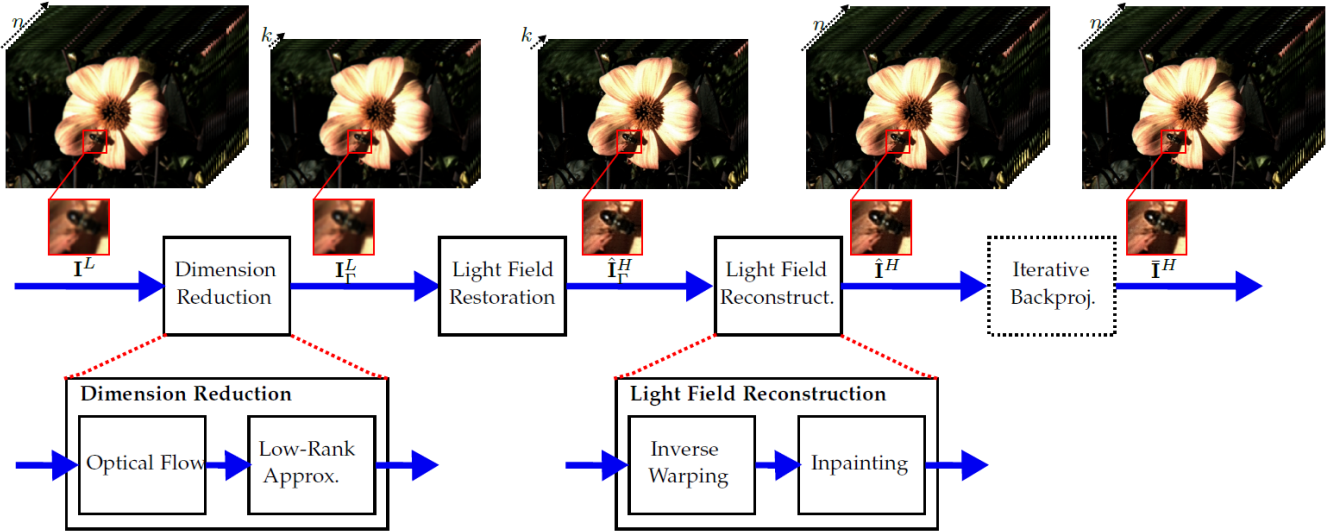 n
k
k
n
n
I^L
I_Γ^L
Î_Γ^H
Î^H
Ī^H
Dimension
Reduction
Light Field
Restoration
Light Field
Reconstruct.
Iterative
Backproj.
Dimension Reduction
Optical Flow
Low-Rank
Approx.
Light Field Reconstruction
Inverse
Warping
Inpainting